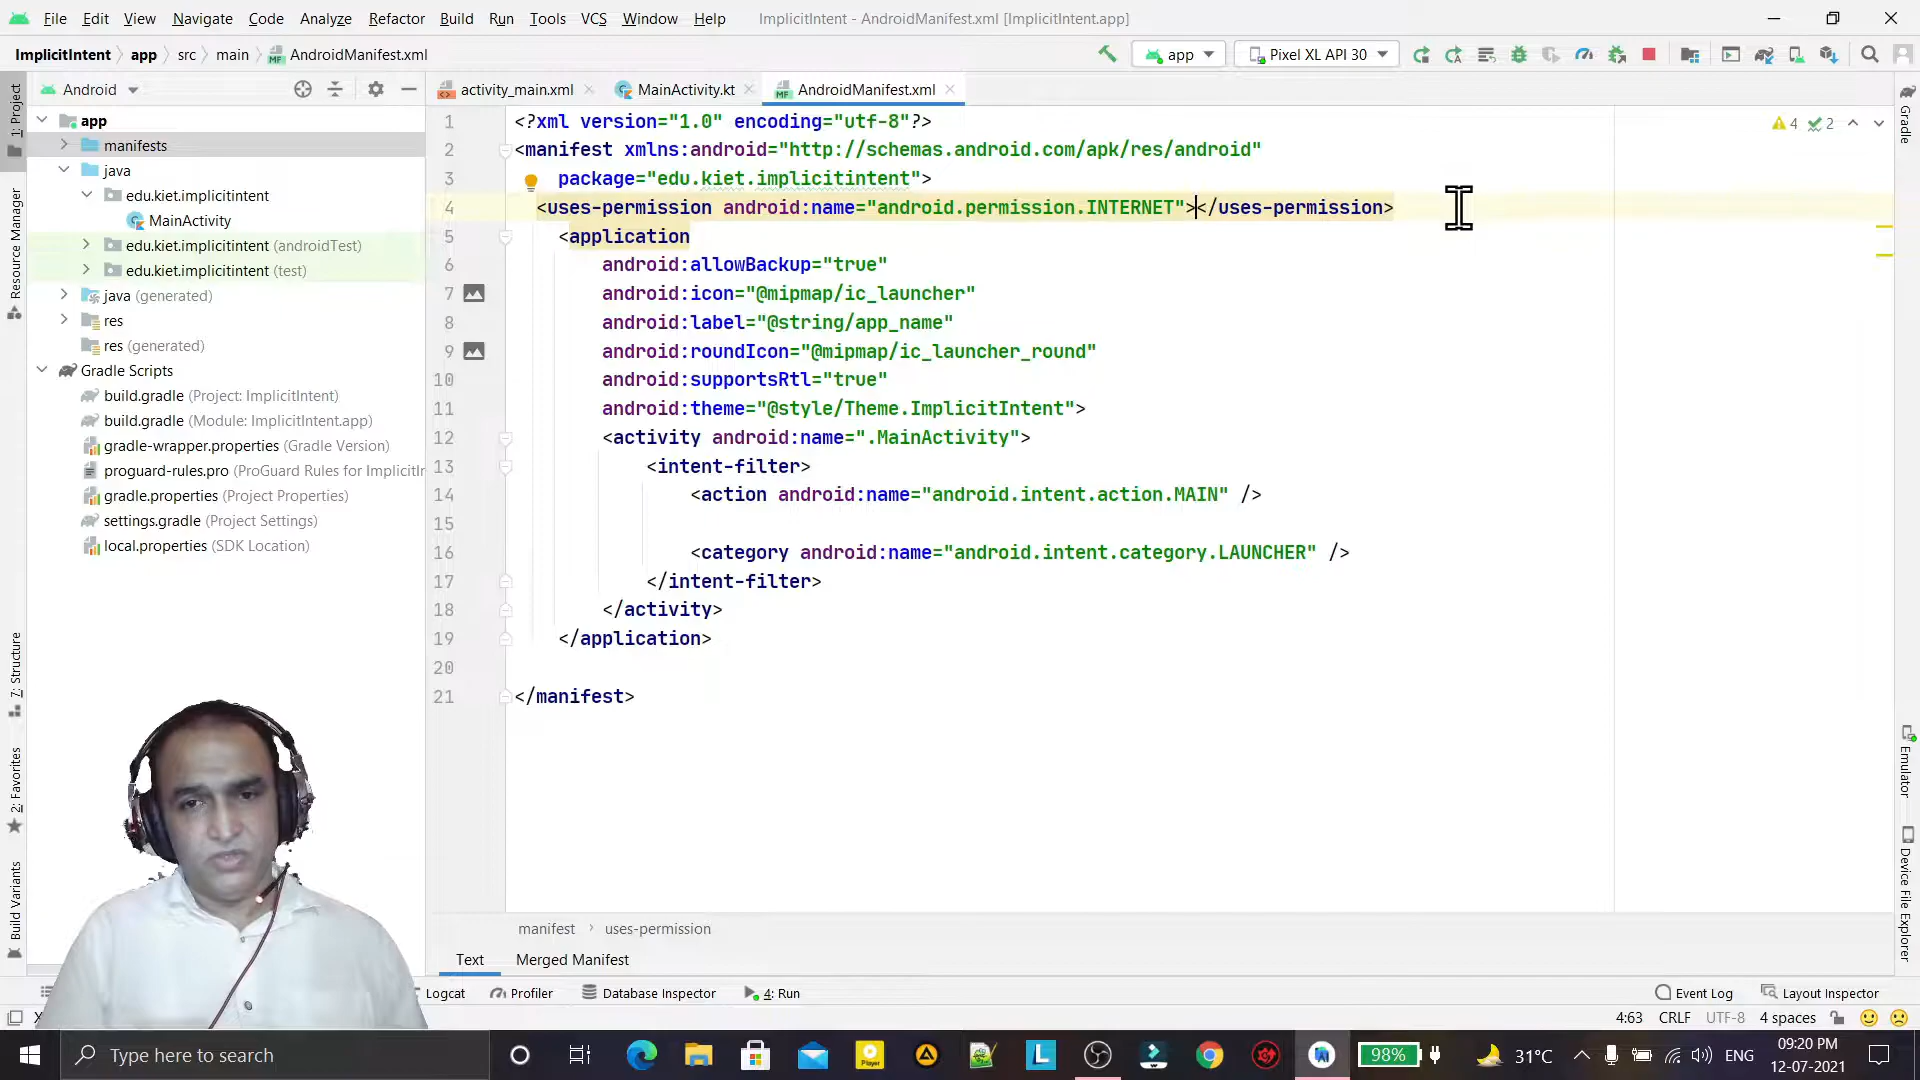 File Edit View Navigate Code Analyze Refactor Build Run Tools VCS Window Help ImplicitIntent - AndroidManifest.xml [ImplicitIntent.app]
ImplicitIntent app src main AndroidManifest.xml app Pixel XL API 30
Android activity_main.xml MainActivity.kt AndroidManifest.xml
1: Project
Resource Manager
7: Structure
2: Favorites
Build Variants
app
manifests
java
edu.kiet.implicitintent
MainActivity
edu.kiet.implicitintent (androidTest)
edu.kiet.implicitintent (test)
java (generated)
res
res (generated)
Gradle Scripts
build.gradle (Project: ImplicitIntent)
build.gradle (Module: ImplicitIntent.app)
gradle-wrapper.properties (Gradle Version)
proguard-rules.pro (ProGuard Rules for ImplicitIr
gradle.properties (Project Properties)
settings.gradle (Project Settings)
local.properties (SDK Location)
1 <?xml version="1.0" encoding="utf-8"?>
2 <manifest xmlns:android="http://schemas.android.com/apk/res/android"
3 package="edu.kiet.implicitintent">
4 <uses-permission android:name="android.permission.INTERNET"></uses-permission>
5 <application
6 android:allowBackup="true"
7 android:icon="@mipmap/ic_launcher"
8 android:label="@string/app_name"
9 android:roundIcon="@mipmap/ic_launcher_round"
10 android:supportsRtl="true"
11 android:theme="@style/Theme.ImplicitIntent">
12 <activity android:name=".MainActivity">
13 <intent-filter>
14 <action android:name="android.intent.action.MAIN" />
15
16 <category android:name="android.intent.category.LAUNCHER" />
17 </intent-filter>
18 </activity>
19 </application>
20
21 </manifest>
4 2
Gradle
Emulator
Device File Explorer
manifest › uses-permission
Text Merged Manifest
Logcat Profiler Database Inspector 4: Run Event Log Layout Inspector
4:63 CRLF UTF-8 4 spaces
Type here to search Player 98% 31°C ENG 09:20 PM
12-07-2021